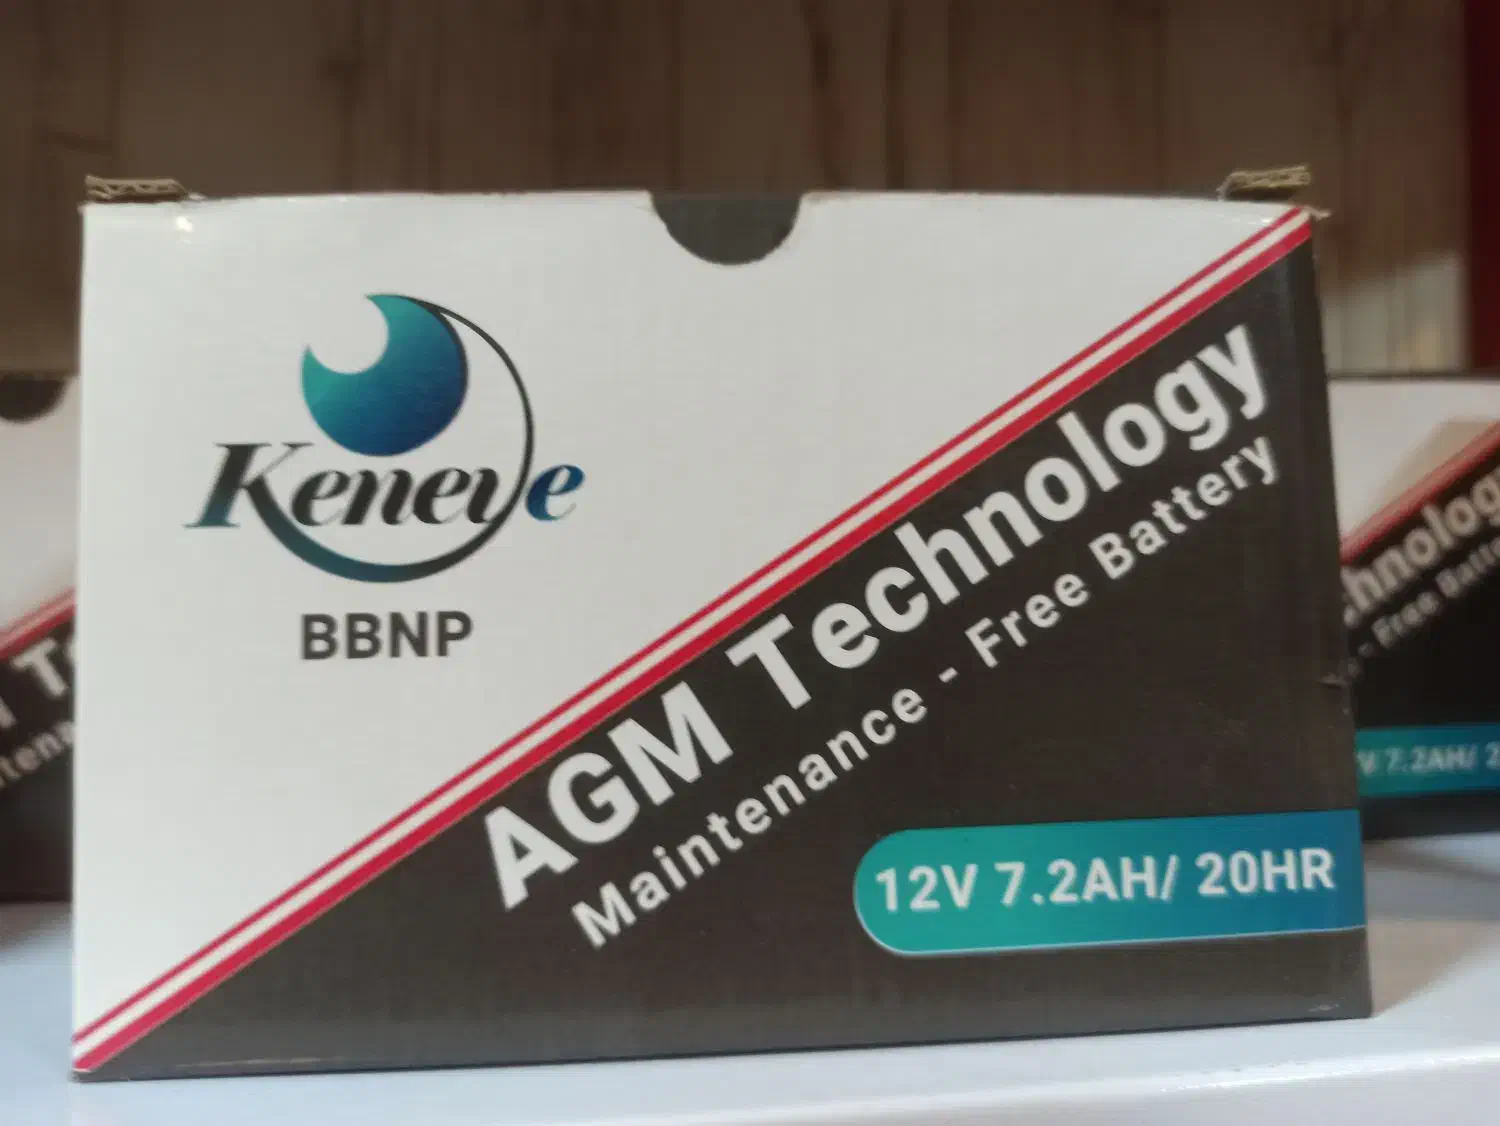 Keneve
BBNP
AGM Technology
Maintenance - Free Battery
12V 7.2AH/ 20HR